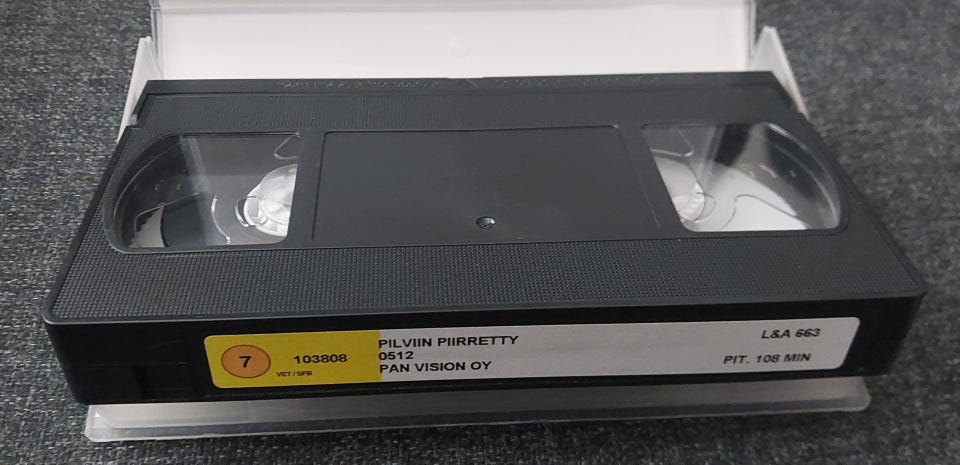 7
103808
VET / SFB
PILVIIN PIIRRETTY
0512
PAN VISION OY
L&A 663
PIT. 108 MIN